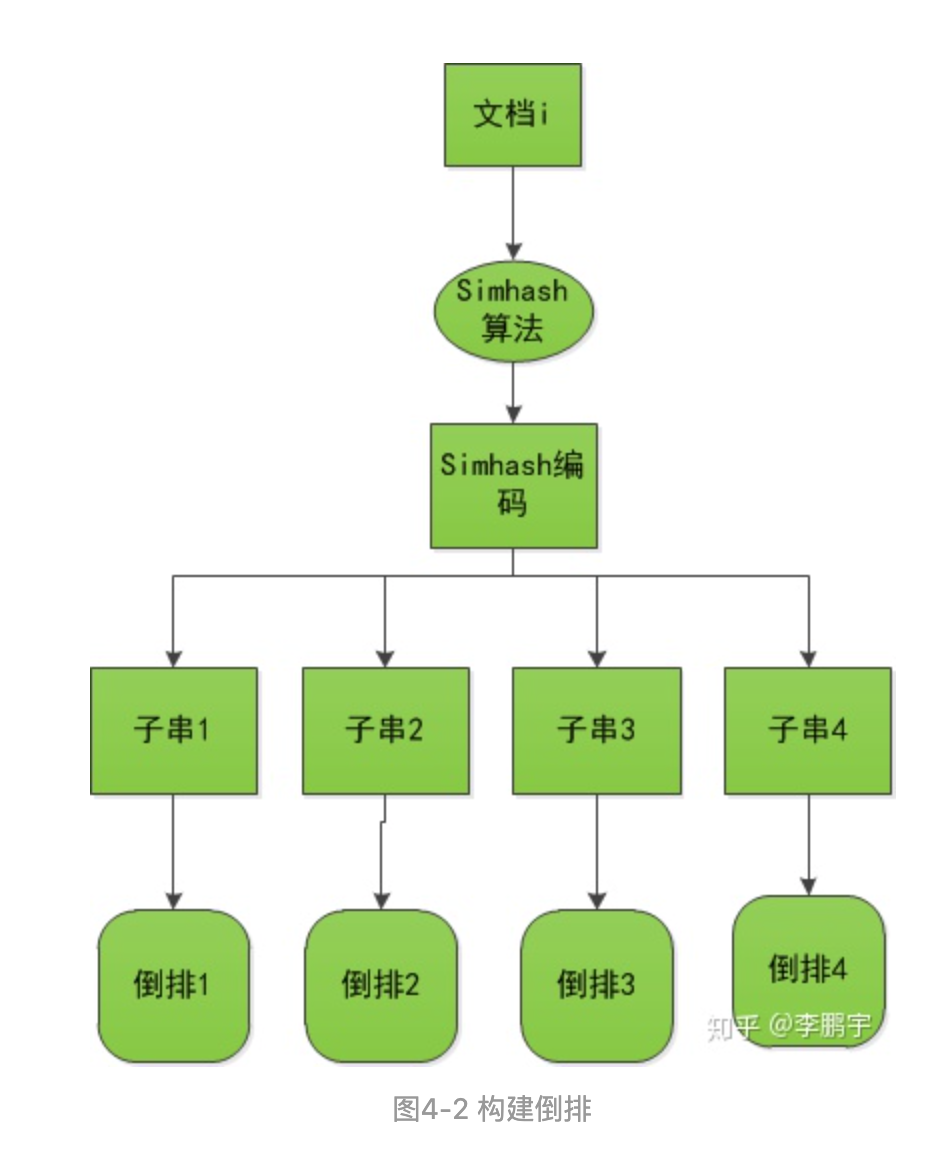 文档i
Simhash
算法
Simhash编
码
子串1
子串2
子串3
子串4
倒排1
倒排2
倒排3
倒排4
知乎 @李鹏宇
图4-2 构建倒排